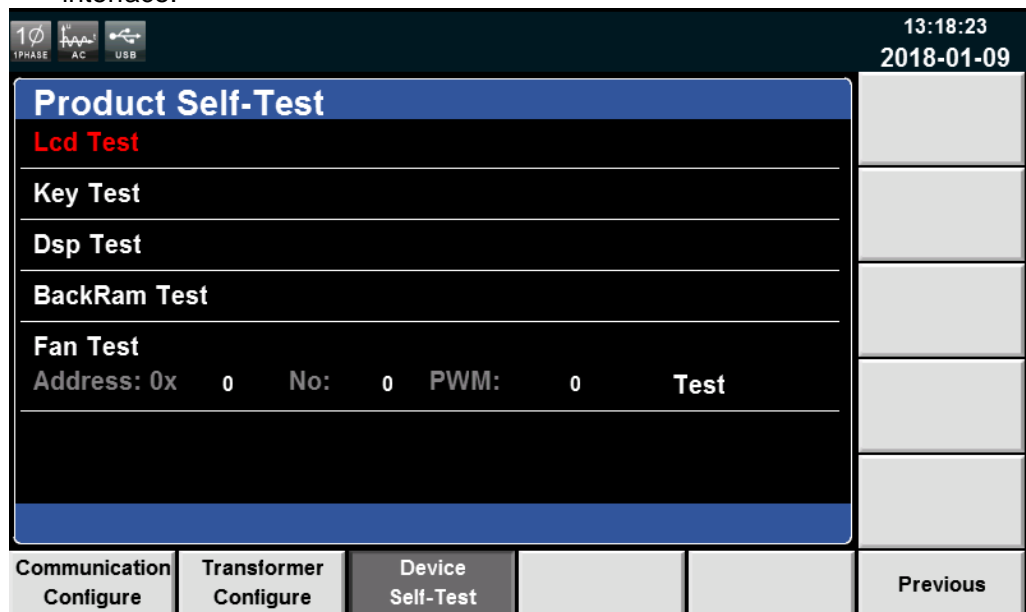 interface.
1Ø
1PHASE
AC
USB
13:18:23
2018-01-09
Product Self-Test
Lcd Test
Key Test
Dsp Test
BackRam Test
Fan Test
Address: 0x 0 No: 0 PWM: 0 Test
Communication Configure
Transformer Configure
Device Self-Test
Previous